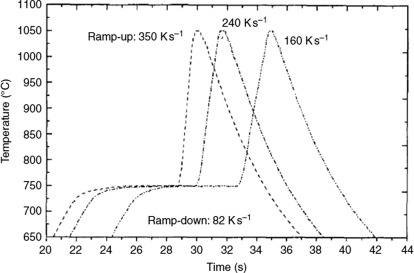 1100
1050
1000
950
900
850
800
750
700
650
Temperature (°C)
Ramp-up: 350 Ks⁻¹
240 Ks⁻¹
160 Ks⁻¹
Ramp-down: 82 Ks⁻¹
20 22 24 26 28 30 32 34 36 38 40 42 44
Time (s)